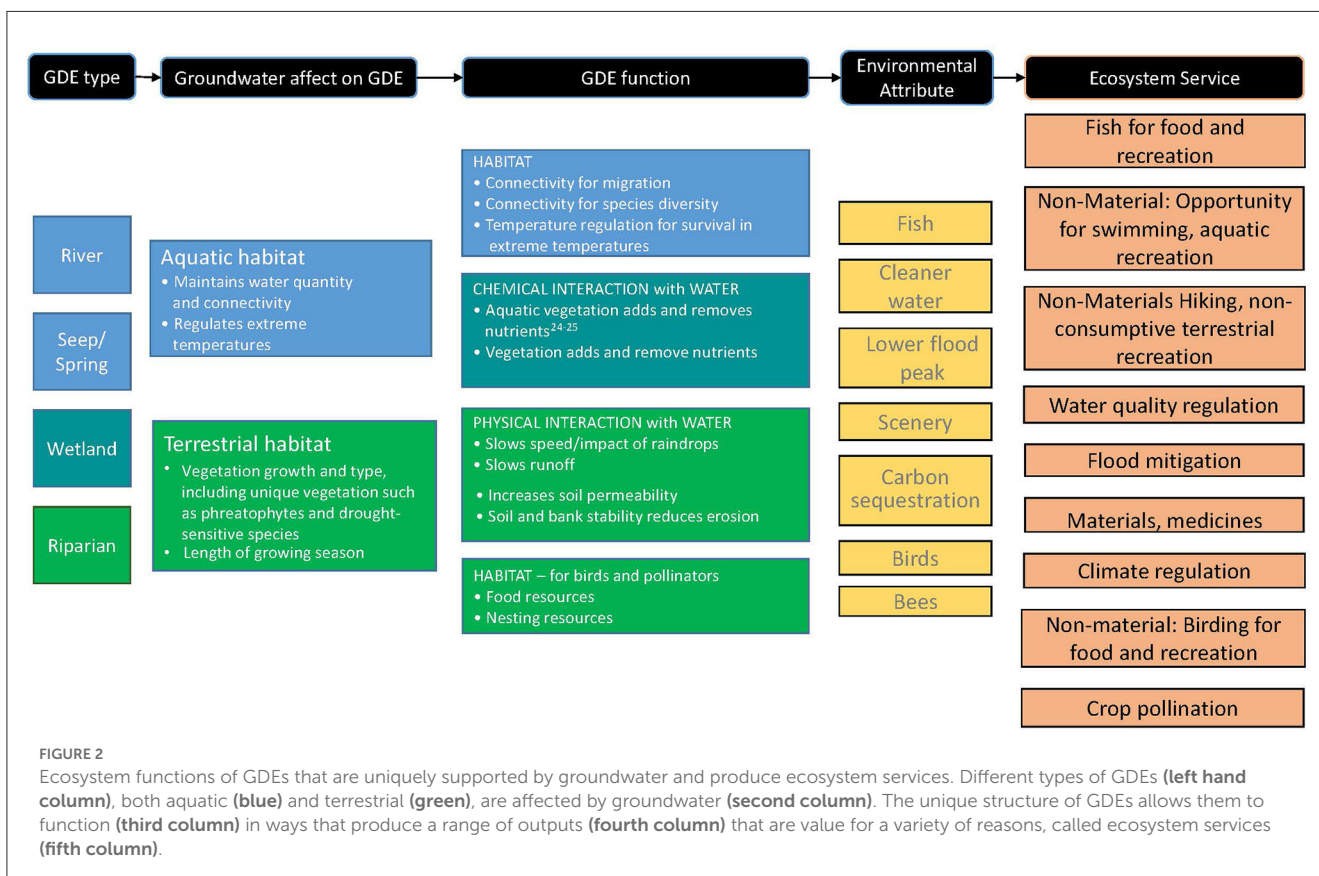 GDE type
Groundwater affect on GDE
GDE function
Environmental
Attribute
Ecosystem Service
River
Seep/
Spring
Wetland
Riparian
Aquatic habitat
• Maintains water quantity
and connectivity
• Regulates extreme
temperatures
Terrestrial habitat
• Vegetation growth and type,
including unique vegetation such
as phreatophytes and drought-
sensitive species
• Length of growing season
HABITAT
• Connectivity for migration
• Connectivity for species diversity
• Temperature regulation for survival in
extreme temperatures
CHEMICAL INTERACTION with WATER
• Aquatic vegetation adds and removes
nutrients24-25
• Vegetation adds and remove nutrients
PHYSICAL INTERACTION with WATER
• Slows speed/impact of raindrops
• Slows runoff
• Increases soil permeability
• Soil and bank stability reduces erosion
HABITAT – for birds and pollinators
• Food resources
• Nesting resources
Fish
Cleaner
water
Lower flood
peak
Scenery
Carbon
sequestration
Birds
Bees
Fish for food and
recreation
Non-Material: Opportunity
for swimming, aquatic
recreation
Non-Materials Hiking, non-
consumptive terrestrial
recreation
Water quality regulation
Flood mitigation
Materials, medicines
Climate regulation
Non-material: Birding for
food and recreation
Crop pollination
FIGURE 2
Ecosystem functions of GDEs that are uniquely supported by groundwater and produce ecosystem services. Different types of GDEs (left hand
column), both aquatic (blue) and terrestrial (green), are affected by groundwater (second column). The unique structure of GDEs allows them to
function (third column) in ways that produce a range of outputs (fourth column) that are value for a variety of reasons, called ecosystem services
(fifth column).